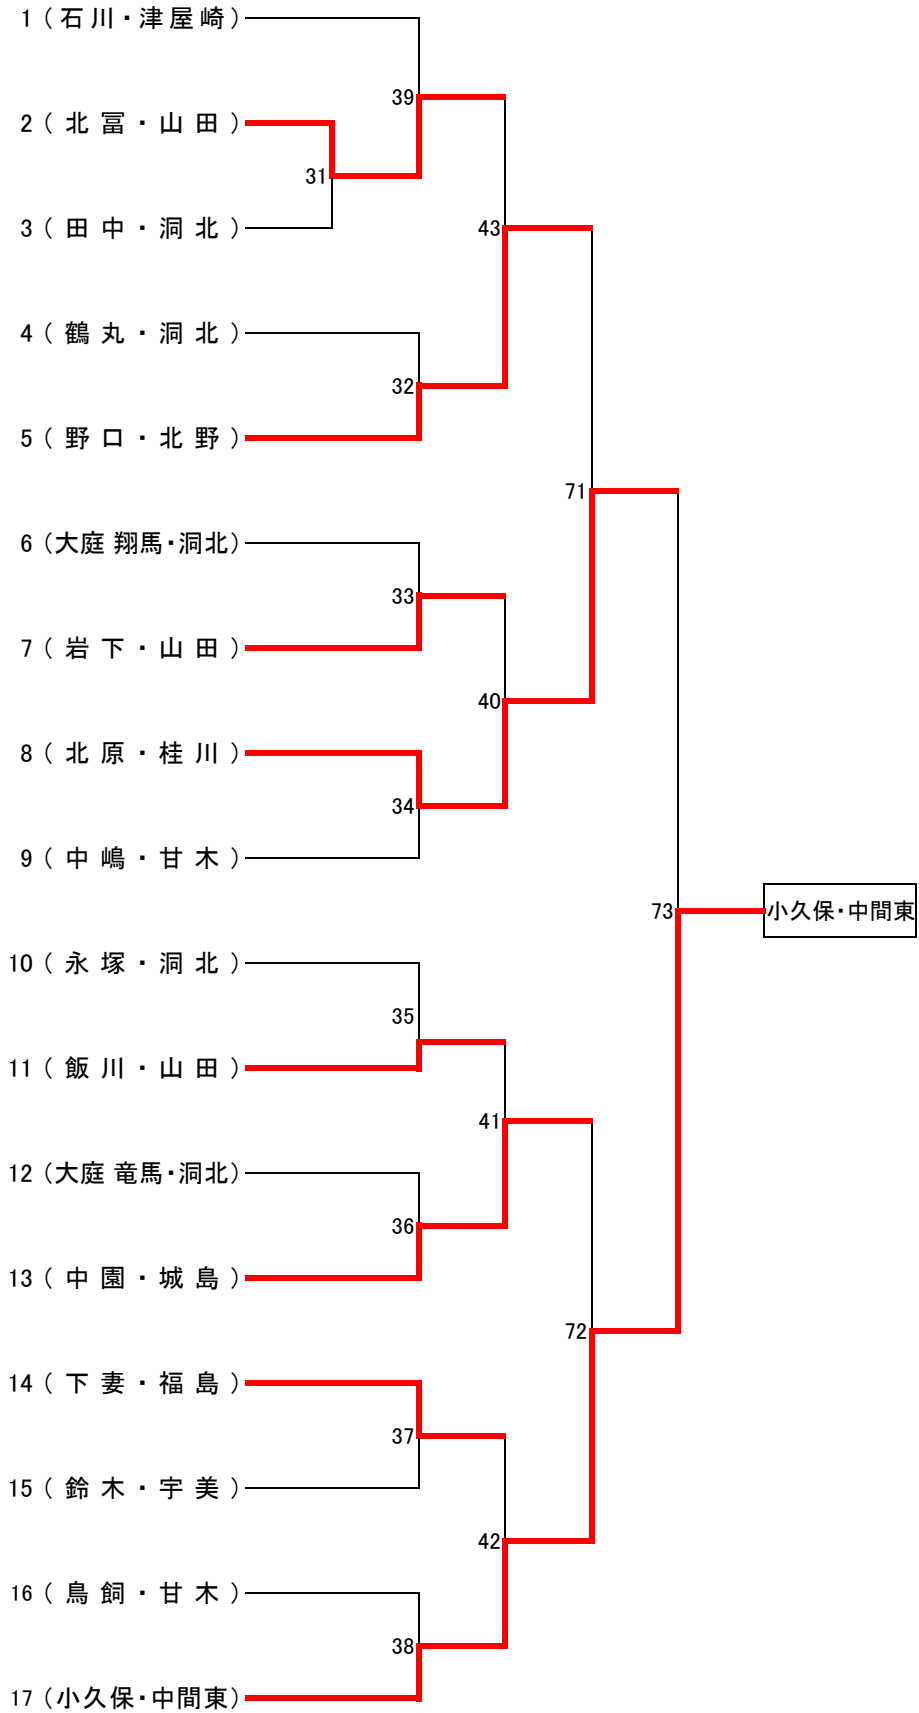 1（石川・津屋崎）
39
2（北冨・山田）
31
3（田中・洞北）
43
4（鶴丸・洞北）
32
5（野口・北野）
71
6（大庭 翔馬・洞北）
33
7（岩下・山田）
40
8（北原・桂川）
34
9（中嶋・甘木）
73
小久保・中間東
10（永塚・洞北）
35
11（飯川・山田）
41
12（大庭 竜馬・洞北）
36
13（中園・城島）
72
14（下妻・福島）
37
15（鈴木・宇美）
42
16（鳥飼・甘木）
38
17（小久保・中間東）